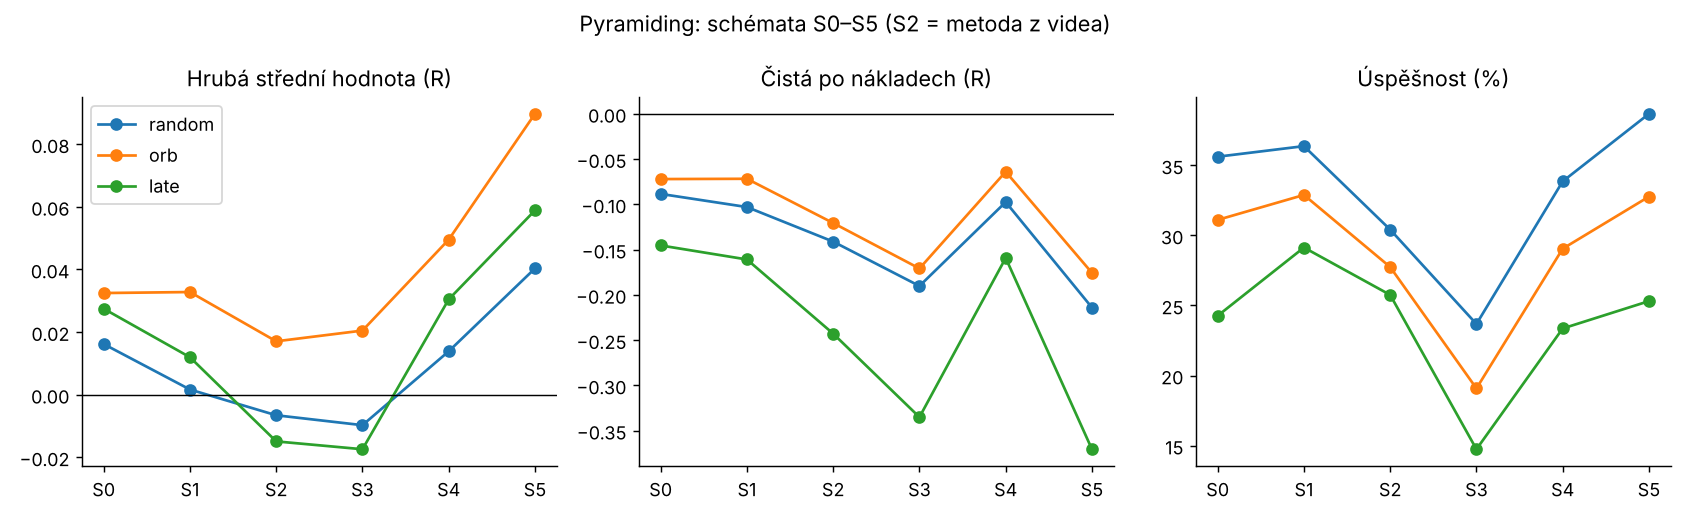 Pyramiding: schémata S0–S5 (S2 = metoda z videa)
Hrubá střední hodnota (R)
random
orb
late
0.08
0.06
0.04
0.02
0.00
−0.02
S0 S1 S2 S3 S4 S5
Čistá po nákladech (R)
0.00
−0.05
−0.10
−0.15
−0.20
−0.25
−0.30
−0.35
S0 S1 S2 S3 S4 S5
Úspěšnost (%)
35
30
25
20
15
S0 S1 S2 S3 S4 S5